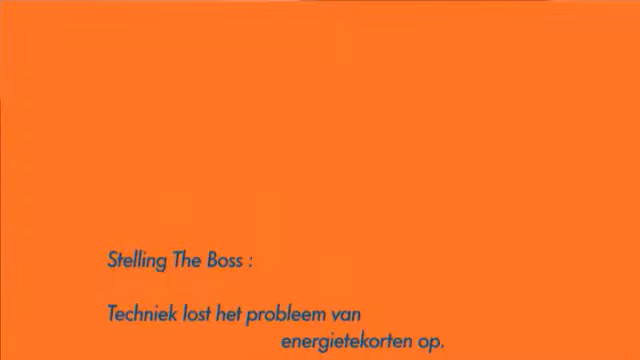 Stelling The Boss :
Techniek lost het probleem van
energietekorten op.